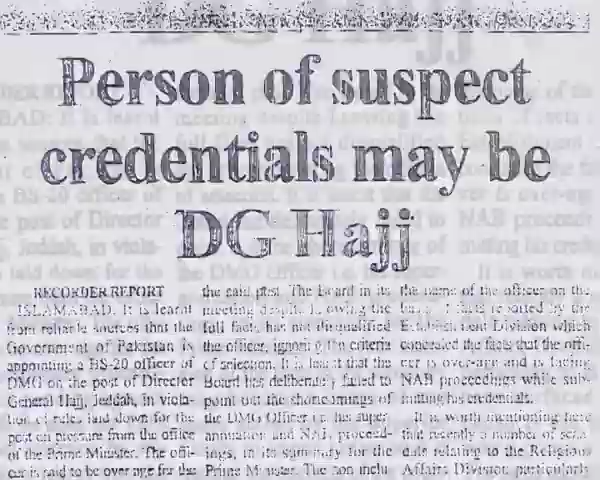 Person of suspect
credentials may be
DG Hajj
RECORDER REPORT
ISLAMABAD: It is learnt
from reliable sources that the
Government of Pakistan is
appointing a BS-20 officer of
DMG on the post of Director
General Hajj, Jeddah, in viola-
tion of rules laid down for the
post on pressure from the office
of the Prime Minister. The offi-
cer is said to be over age for the
the said post. The Board in its
meeting despite knowing the
full facts, has not disqualified
the officer, ignoring the criteria
of selection. It is learnt that the
Board has deliberately failed to
point out the shortcomings of
the DMG Officer i.e. his super
annuation and NAB proceed-
ings, in its summary for the
Prime Minister. The non inclu
the name of the officer on the
facts reported by the
Establishment Division which
concealed the facts that the offi-
cer is over-age and is facing
NAB proceedings while sub-
mitting his credentials.
It is worth mentioning here
that recently a number of scan-
dals relating to the Religious
Affairs Division, particularly